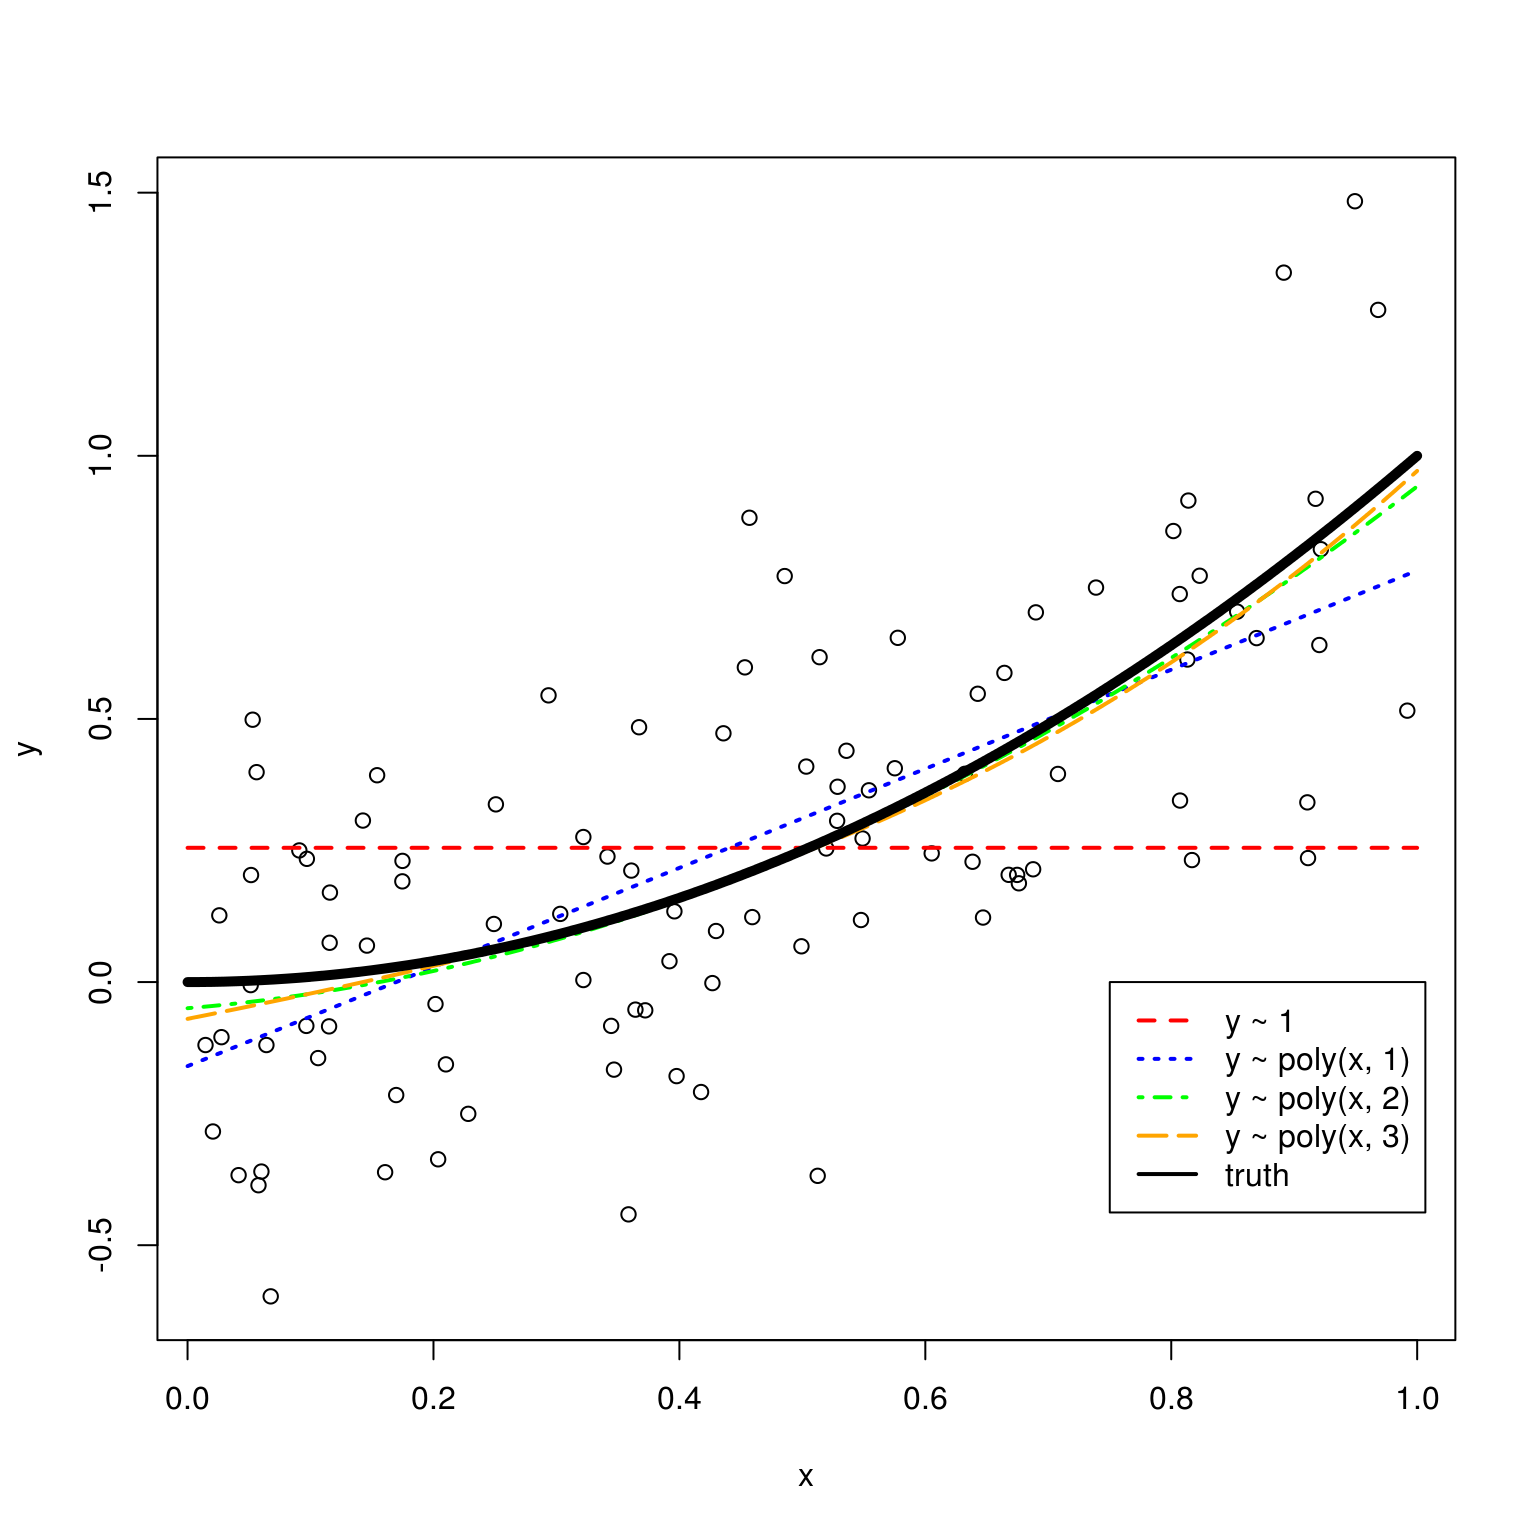 1.5
1.0
0.5
0.0
-0.5
y
y ~ 1
y ~ poly(x, 1)
y ~ poly(x, 2)
y ~ poly(x, 3)
truth
0.0 0.2 0.4 0.6 0.8 1.0
x